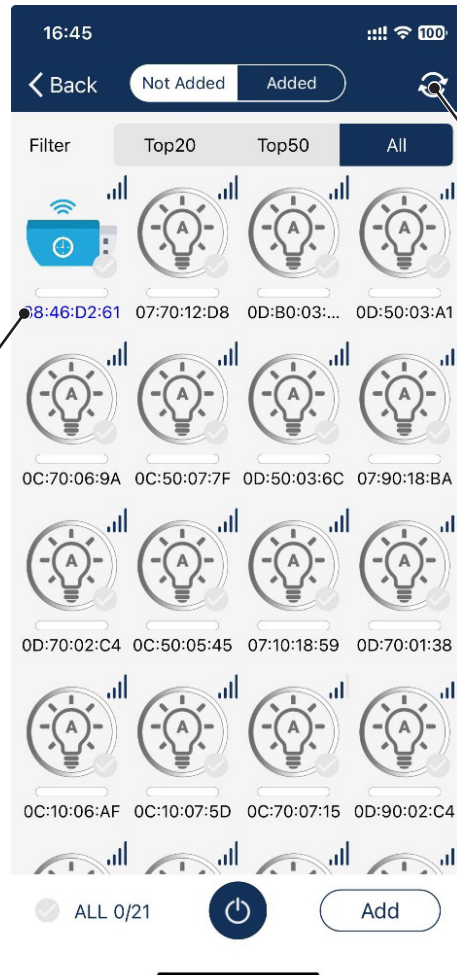 16:45 100
Back Not Added Added
Filter Top20 Top50 All
A A A
38:46:D2:61 07:70:12:D8 0D:B0:03:... 0D:50:03:A1
A A A A
0C:70:06:9A 0C:50:07:7F 0D:50:03:6C 07:90:18:BA
A A A A
0D:70:02:C4 0C:50:05:45 07:10:18:59 0D:70:01:38
A A A A
0C:10:06:AF 0C:10:07:5D 0C:70:07:15 0D:90:02:C4
ALL 0/21 Add